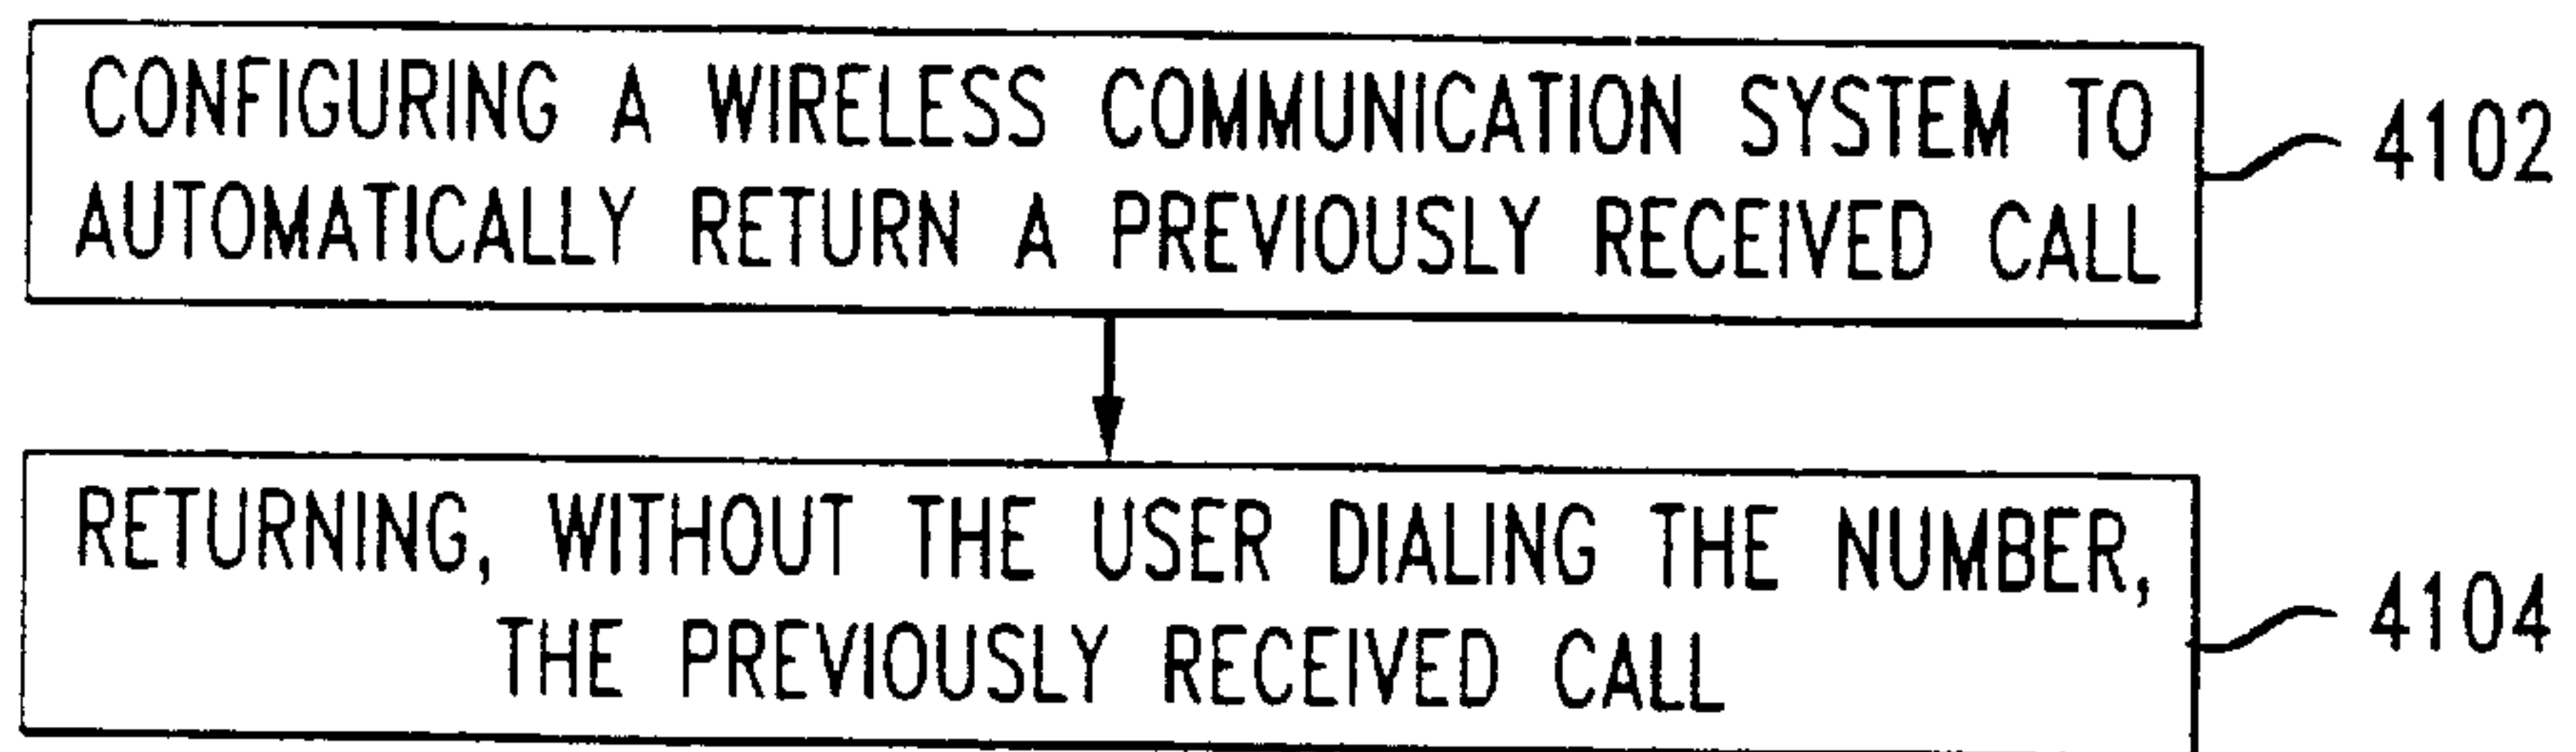 CONFIGURING A WIRELESS COMMUNICATION SYSTEM TO
AUTOMATICALLY RETURN A PREVIOUSLY RECEIVED CALL
4102
RETURNING, WITHOUT THE USER DIALING THE NUMBER,
THE PREVIOUSLY RECEIVED CALL
4104